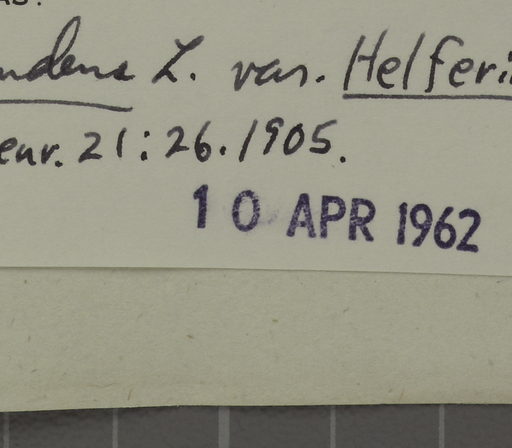 ndens L. var. Helferi
eur. 21:26.1905.
10 APR 1962